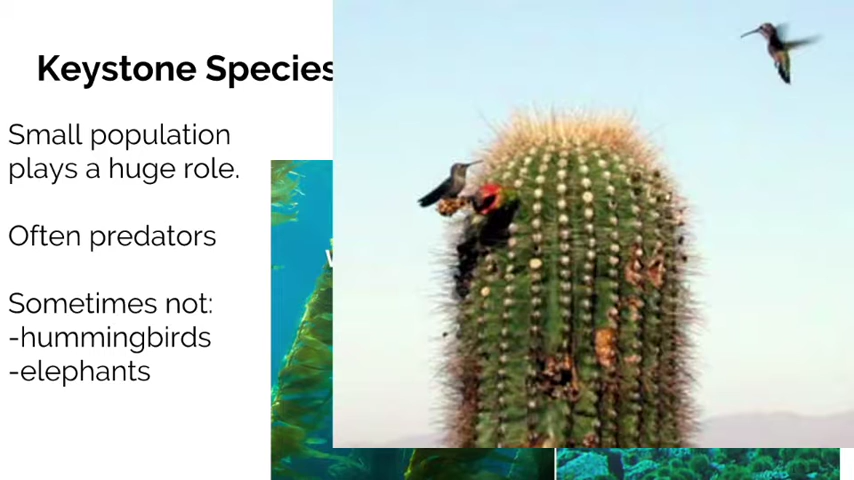 Keystone Species
Small population
plays a huge role.
Often predators
Sometimes not:
-hummingbirds
-elephants